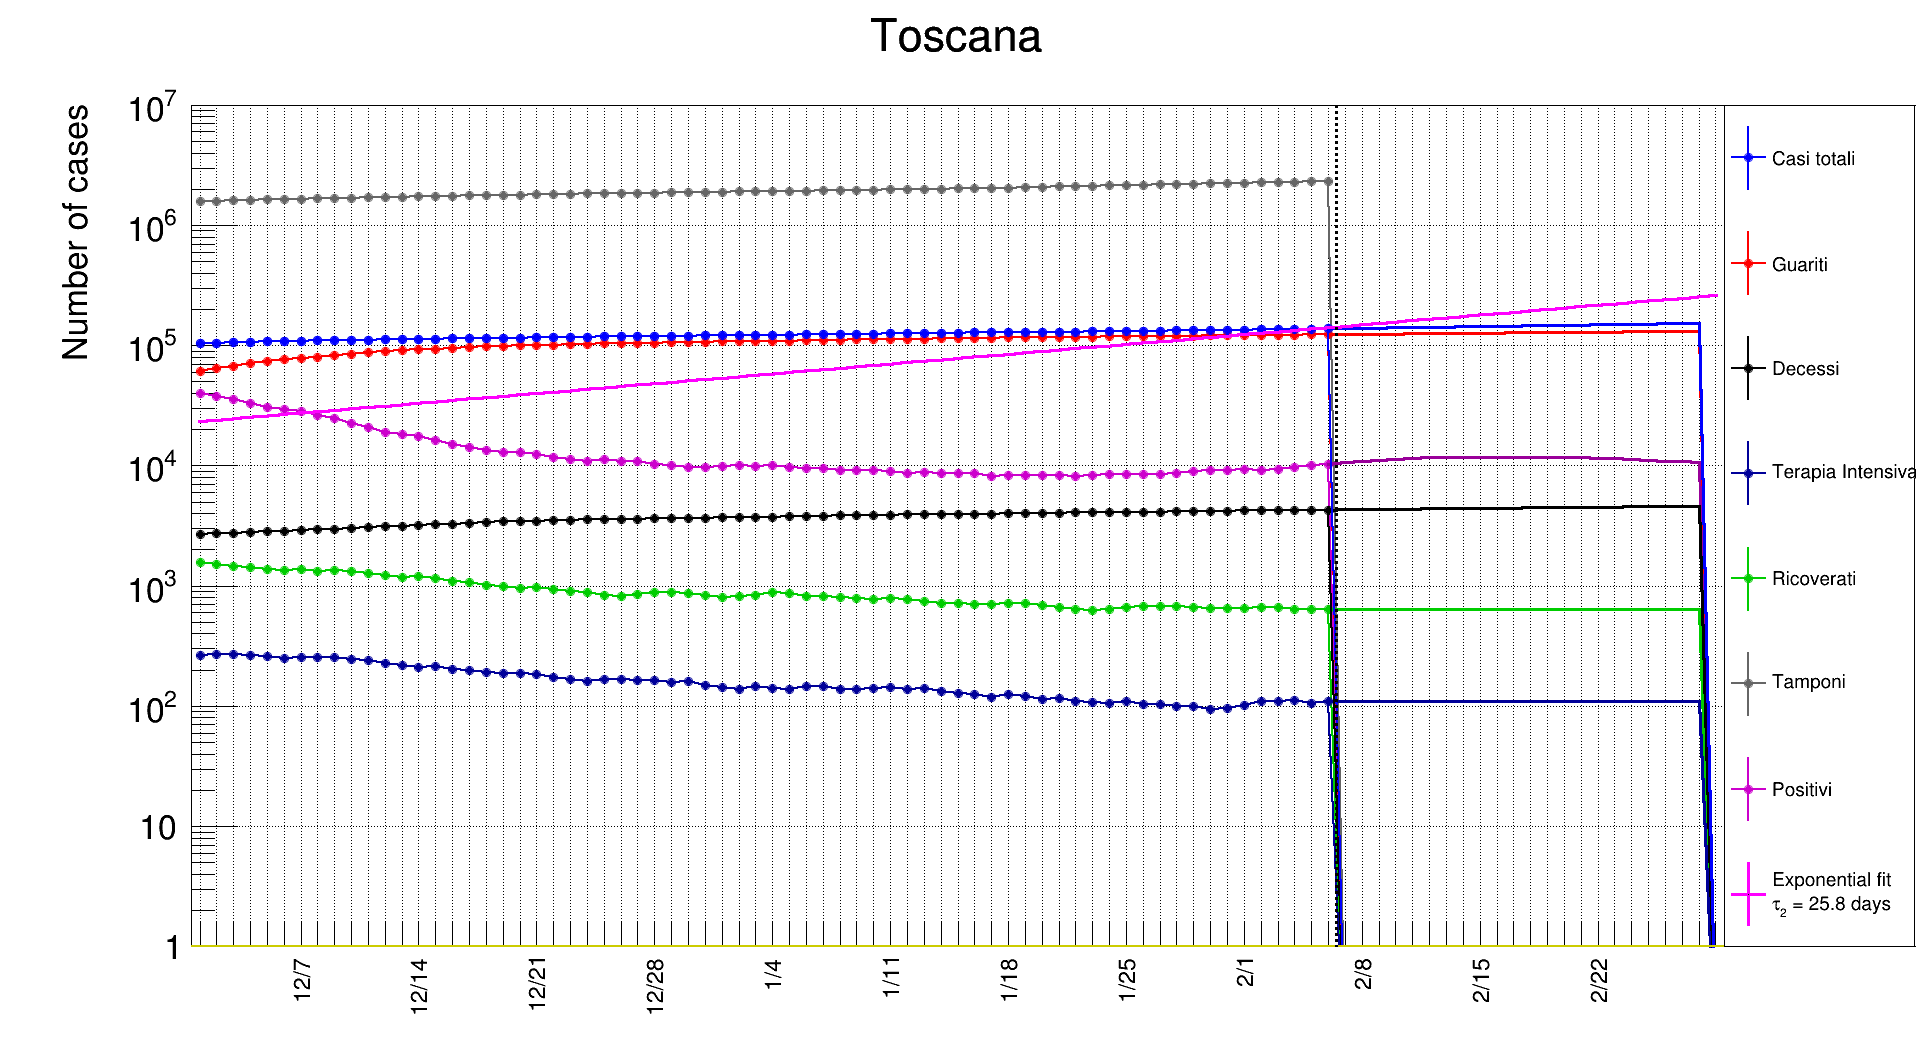 Toscana
Number of cases
10^7
10^6
10^5
10^4
10^3
10^2
10
1
12/7
12/14
12/21
12/28
1/4
1/11
1/18
1/25
2/1
2/8
2/15
2/22
Casi totali
Guariti
Decessi
Terapia Intensiva
Ricoverati
Tamponi
Positivi
Exponential fit
τ₂ = 25.8 days